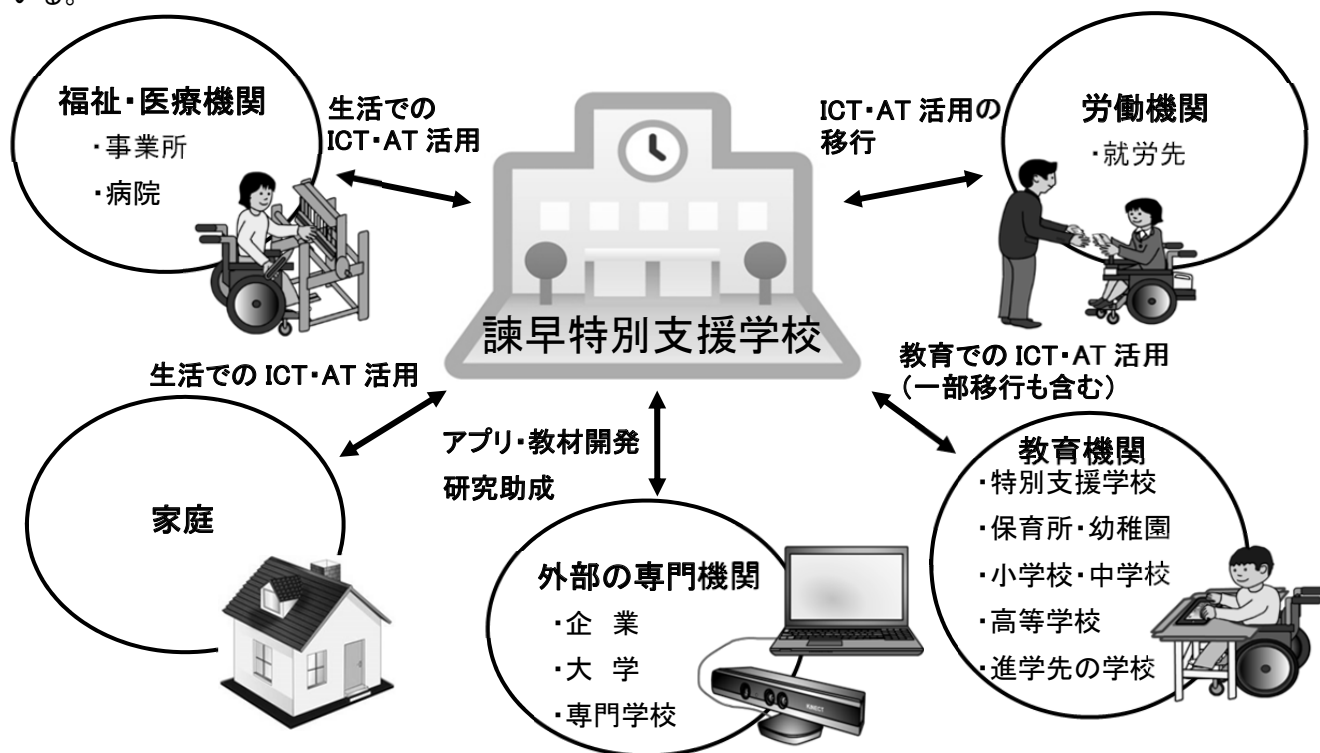 いる。
福祉・医療機関
・事業所
・病院
生活での
ICT・AT 活用
ICT・AT 活用の
移行
労働機関
・就労先
諫早特別支援学校
生活での ICT・AT 活用
教育での ICT・AT 活用
(一部移行も含む)
アプリ・教材開発
研究助成
家庭
外部の専門機関
・企 業
・大 学
・専門学校
KINECT
教育機関
・特別支援学校
・保育所・幼稚園
・小学校・中学校
・高等学校
・進学先の学校